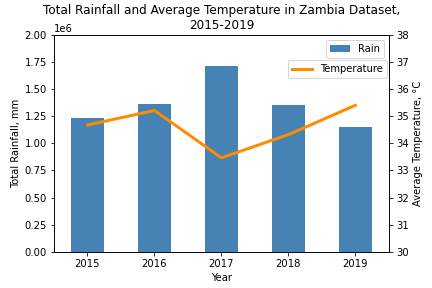 Total Rainfall and Average Temperature in Zambia Dataset,
2015-2019
1e6
Rain
Temperature
Total Rainfall, mm
2.00
1.75
1.50
1.25
1.00
0.75
0.50
0.25
0.00
38
37
36
35
34
33
32
31
30
Average Temperature, °C
2015 2016 2017 2018 2019
Year